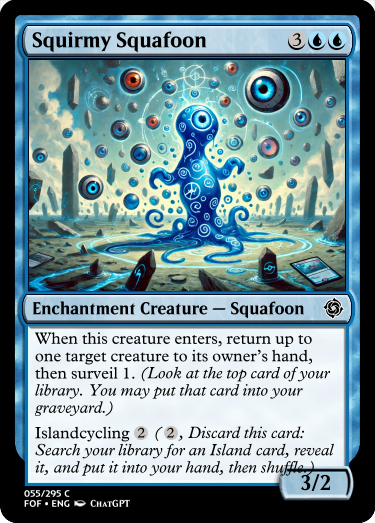 Squirmy Squafoon 3
Enchantment Creature — Squafoon
When this creature enters, return up to
one target creature to its owner's hand,
then surveil 1. (Look at the top card of your
library. You may put that card into your
graveyard.)
Islandcycling 2 ( 2, Discard this card:
Search your library for an Island card, reveal
it, and put it into your hand, then shuffle.)
3/2
055/295 C
FOF • ENG ChatGPT